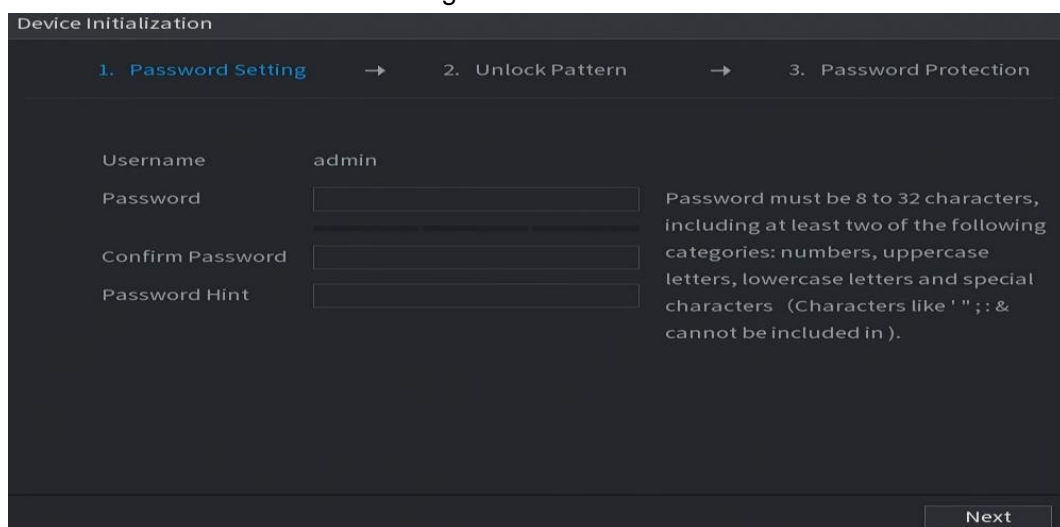 Device Initialization
1. Password Setting → 2. Unlock Pattern → 3. Password Protection
Username admin
Password
Confirm Password
Password Hint
Password must be 8 to 32 characters,
including at least two of the following
categories: numbers, uppercase
letters, lowercase letters and special
characters (Characters like ' " ; : &
cannot be included in ).
Next